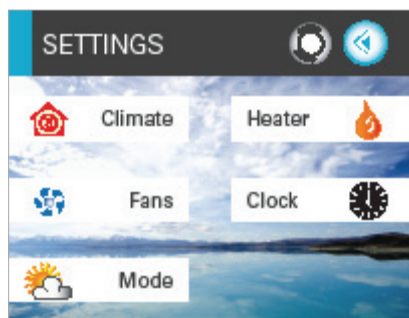 SETTINGS
Climate
Heater
Fans
Clock
Mode